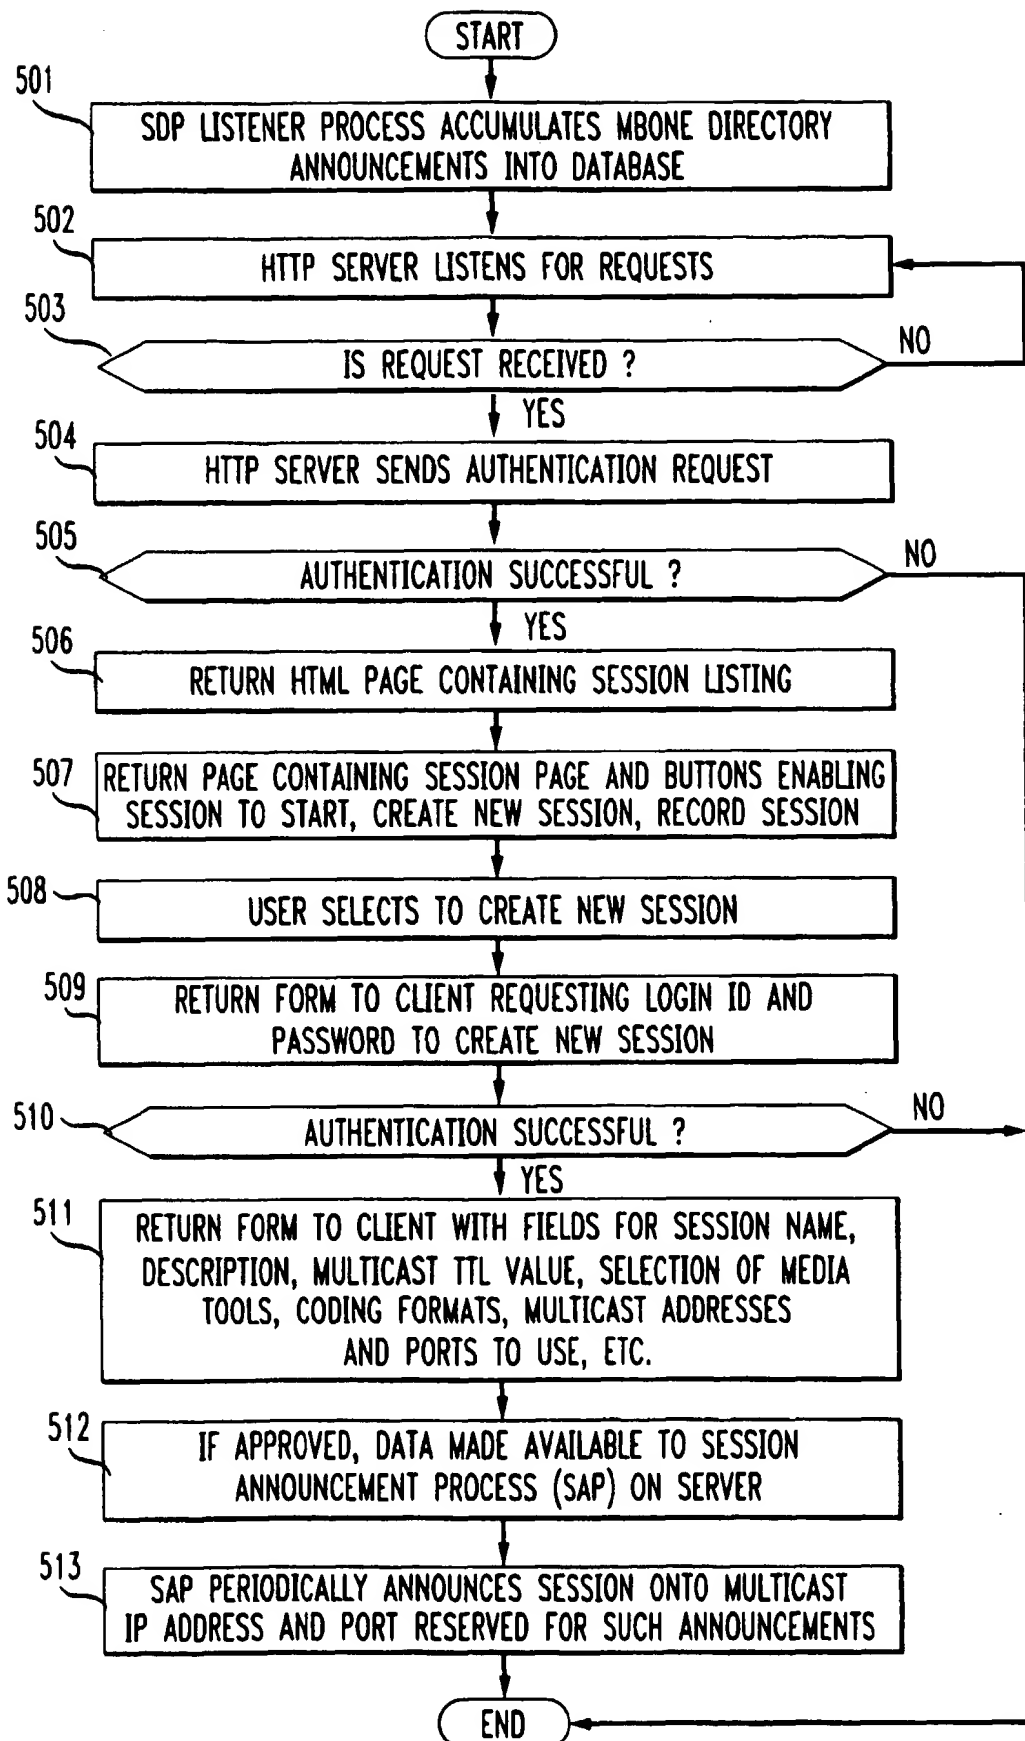 START
501
SDP LISTENER PROCESS ACCUMULATES MBONE DIRECTORY
ANNOUNCEMENTS INTO DATABASE
502
HTTP SERVER LISTENS FOR REQUESTS
503
IS REQUEST RECEIVED ?
NO
YES
504
HTTP SERVER SENDS AUTHENTICATION REQUEST
505
AUTHENTICATION SUCCESSFUL ?
NO
YES
506
RETURN HTML PAGE CONTAINING SESSION LISTING
507
RETURN PAGE CONTAINING SESSION PAGE AND BUTTONS ENABLING
SESSION TO START, CREATE NEW SESSION, RECORD SESSION
508
USER SELECTS TO CREATE NEW SESSION
509
RETURN FORM TO CLIENT REQUESTING LOGIN ID AND
PASSWORD TO CREATE NEW SESSION
510
AUTHENTICATION SUCCESSFUL ?
NO
YES
511
RETURN FORM TO CLIENT WITH FIELDS FOR SESSION NAME,
DESCRIPTION, MULTICAST TTL VALUE, SELECTION OF MEDIA
TOOLS, CODING FORMATS, MULTICAST ADDRESSES
AND PORTS TO USE, ETC.
512
IF APPROVED, DATA MADE AVAILABLE TO SESSION
ANNOUNCEMENT PROCESS (SAP) ON SERVER
513
SAP PERIODICALLY ANNOUNCES SESSION ONTO MULTICAST
IP ADDRESS AND PORT RESERVED FOR SUCH ANNOUNCEMENTS
END